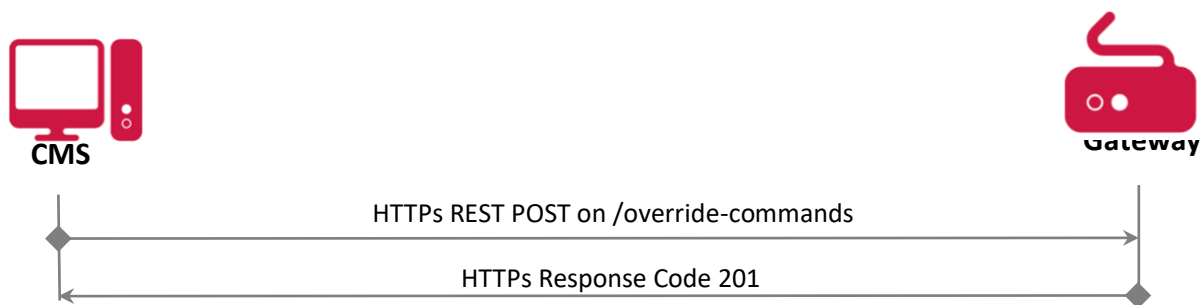 CMS
Gateway
HTTPs REST POST on /override-commands
HTTPs Response Code 201